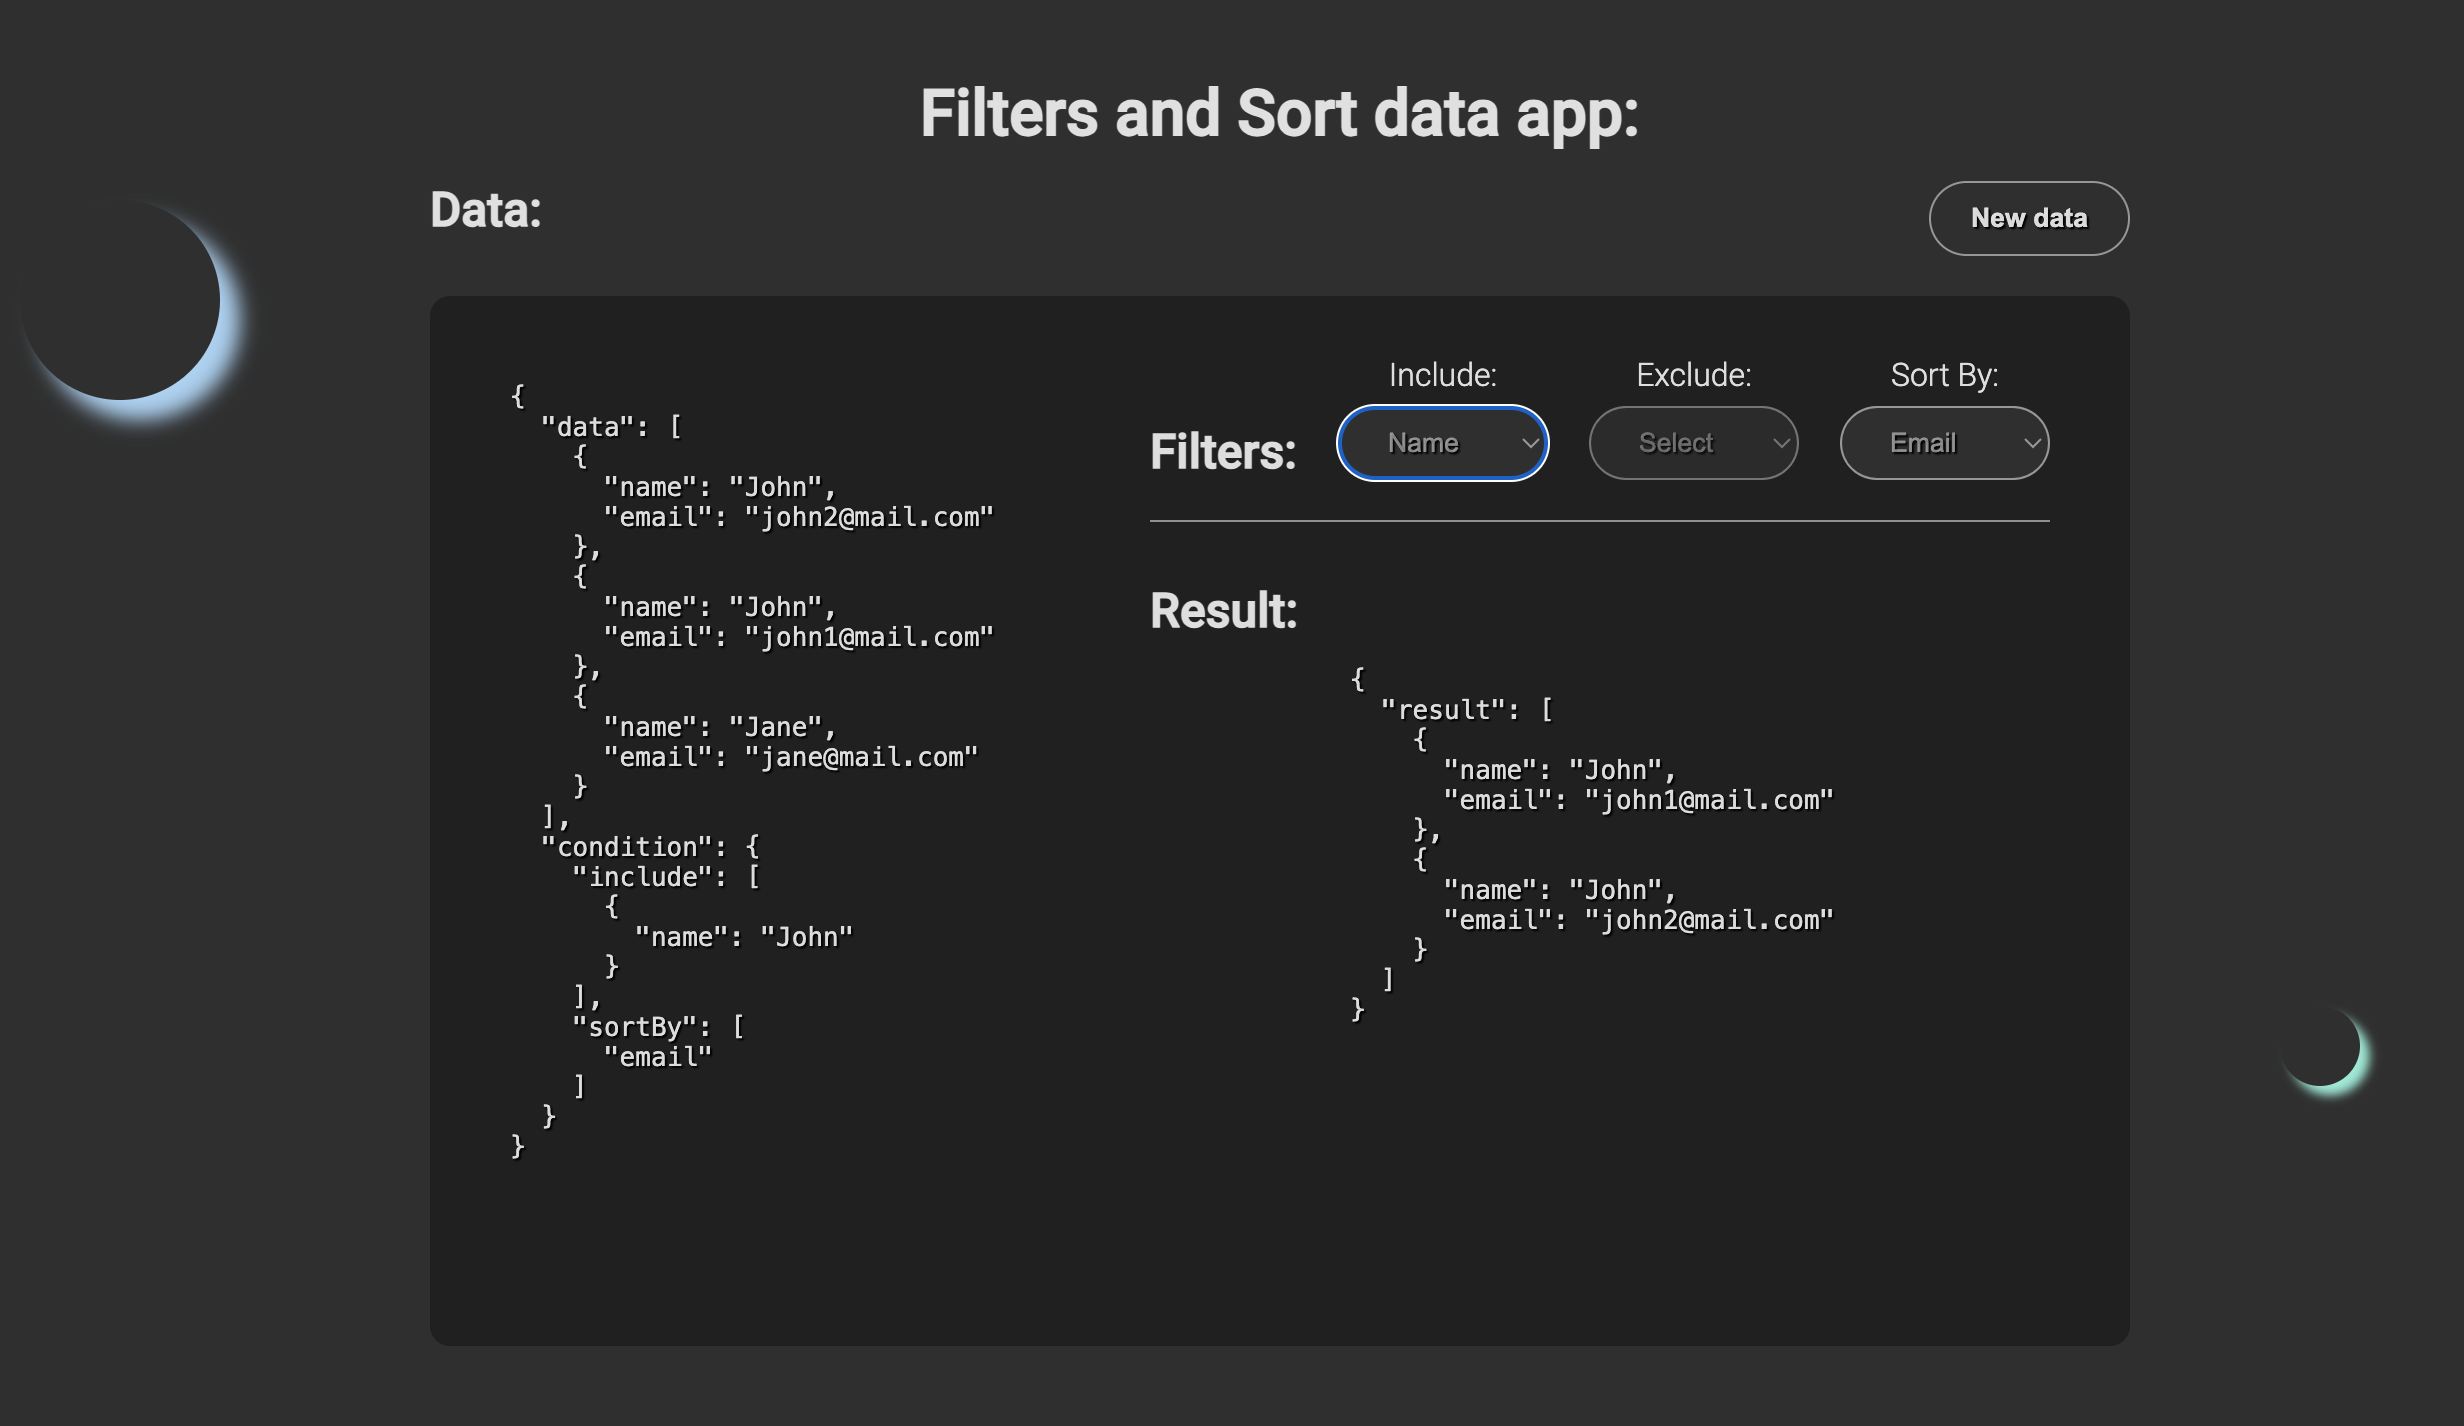 Filters and Sort data app:
Data:
New data
{
  "data": [
    {
      "name": "John",
      "email": "john2@mail.com"
    },
    {
      "name": "John",
      "email": "john1@mail.com"
    },
    {
      "name": "Jane",
      "email": "jane@mail.com"
    }
  ],
  "condition": {
    "include": [
      {
        "name": "John"
      }
    ],
    "sortBy": [
      "email"
    ]
  }
}
Include:
Exclude:
Sort By:
Filters:
Name
Select
Email
Result:
{
  "result": [
    {
      "name": "John",
      "email": "john1@mail.com"
    },
    {
      "name": "John",
      "email": "john2@mail.com"
    }
  ]
}